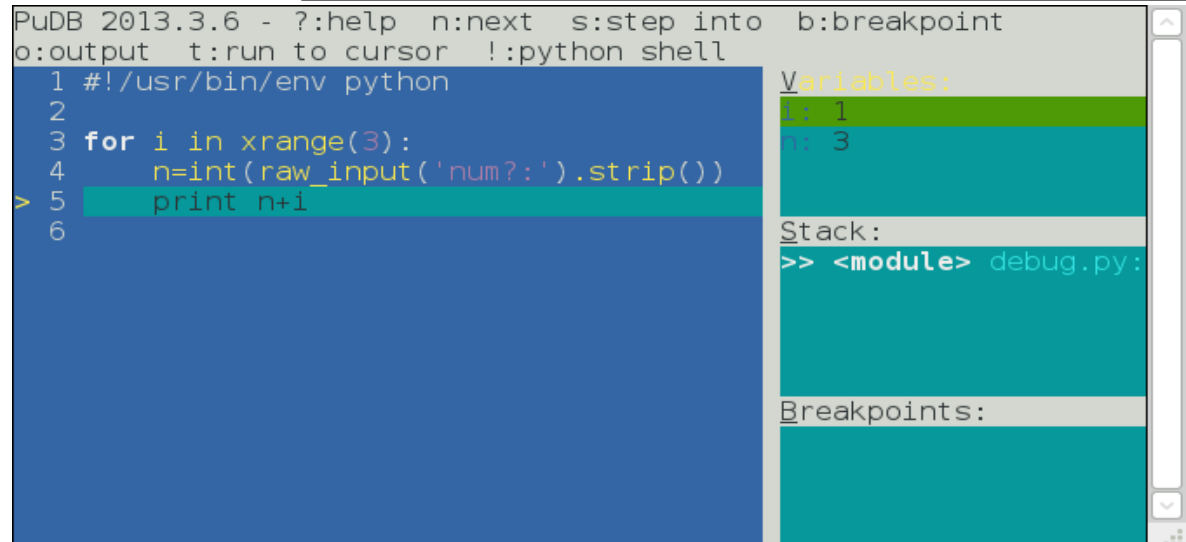 PuDB 2013.3.6 - ?:help  n:next  s:step into  b:breakpoint
o:output  t:run to cursor  !:python shell
1 #!/usr/bin/env python
2
3 for i in xrange(3):
4     n=int(raw_input('num?:').strip())
> 5     print n+i
6
Variables:
i: 1
n: 3
Stack:
>> <module> debug.py:
Breakpoints: